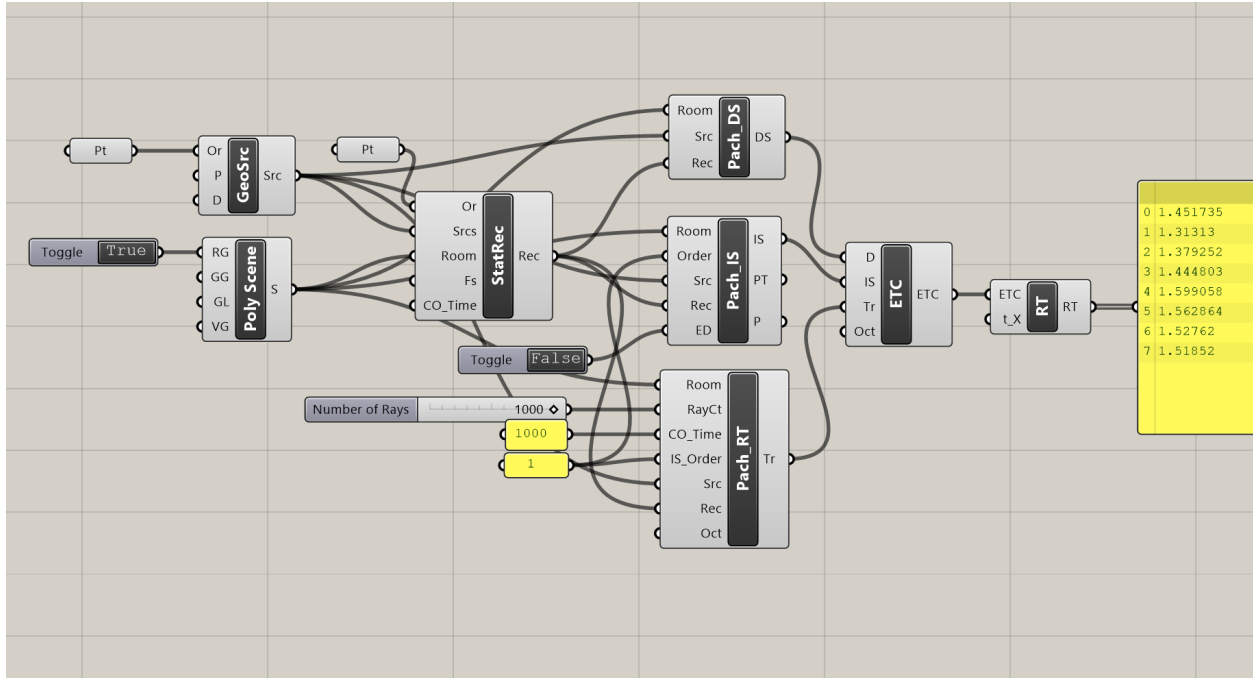 Pt
Or
P
D
GeoSrc
Src
Pt
Toggle True
RG
GG
GL
VG
Poly Scene
S
Or
Srcs
Room
Fs
CO_Time
StatRec
Rec
Room
Src
Rec
Pach_DS
DS
Room
Order
Src
Rec
ED
Pach_IS
IS
PT
P
Toggle False
Number of Rays 1000
1000
1
Room
RayCt
CO_Time
IS_Order
Src
Rec
Oct
Pach_RT
Tr
D
IS
Tr
Oct
ETC
ETC
ETC
t_X
RT
RT
0 1.451735
1 1.31313
2 1.379252
3 1.444803
4 1.599058
5 1.562864
6 1.52762
7 1.51852